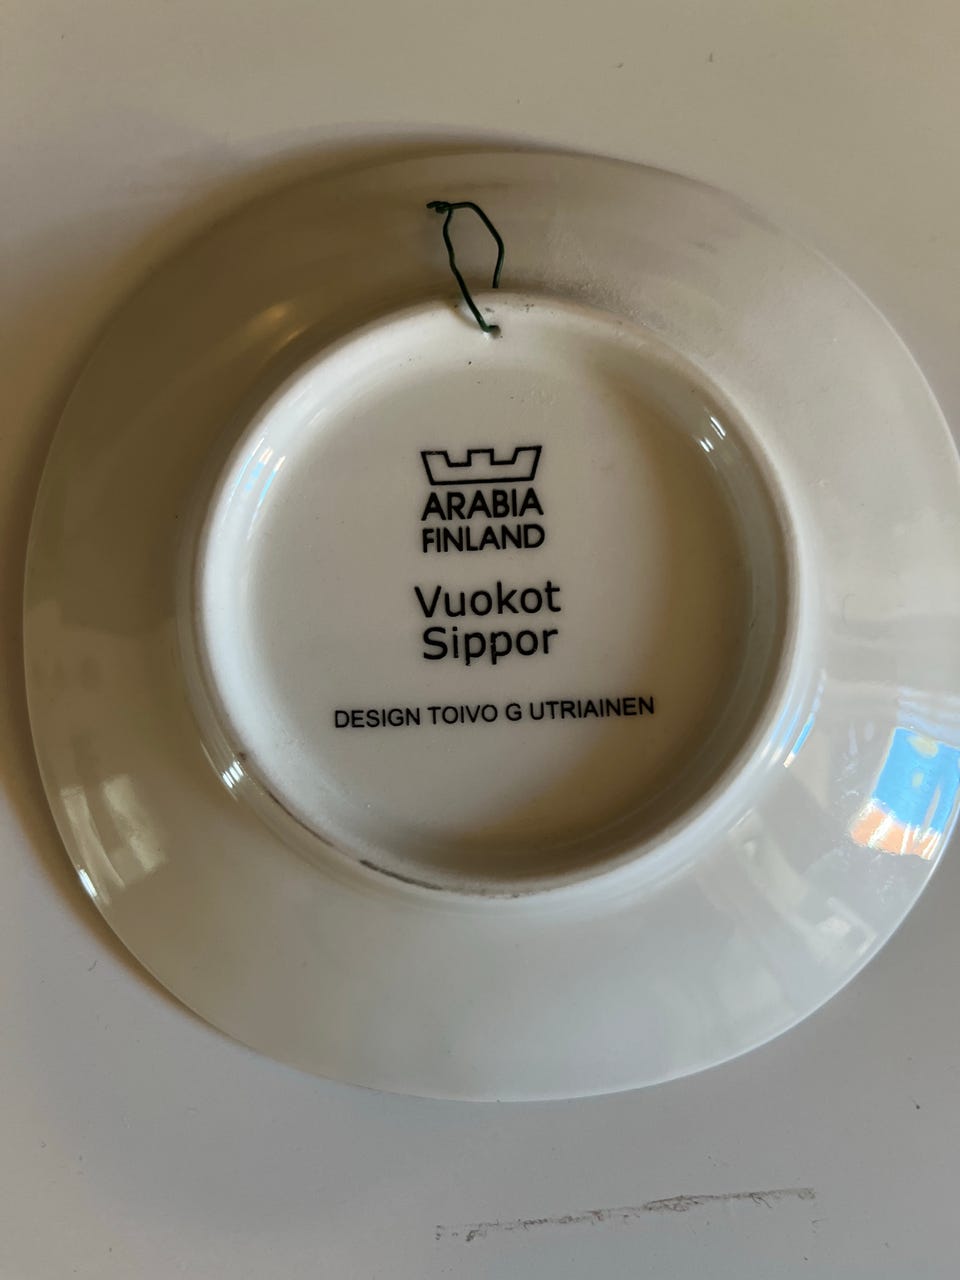 ARABIA
FINLAND
Vuokot
Sippor
DESIGN TOIVO G UTRIAINEN